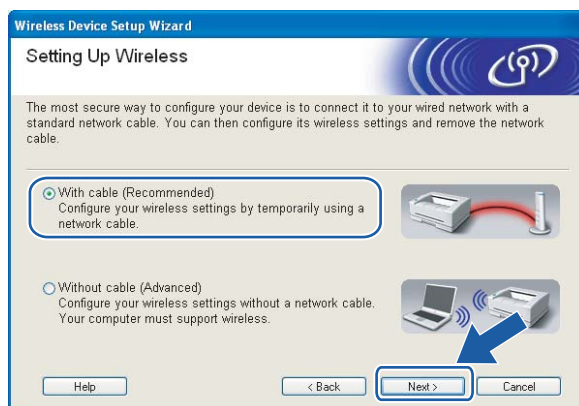 Wireless Device Setup Wizard
Setting Up Wireless
The most secure way to configure your device is to connect it to your wired network with a
standard network cable. You can then configure its wireless settings and remove the network
cable.
With cable (Recommended)
Configure your wireless settings by temporarily using a
network cable.
Without cable (Advanced)
Configure your wireless settings without a network cable.
Your computer must support wireless.
Help
< Back
Next >
Cancel